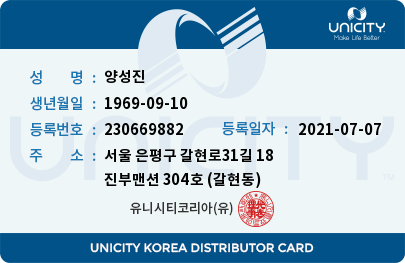 UNICITY
Make Life Better
성 명 : 양성진
생년월일 : 1969-09-10
등록번호 : 230669882 등록일자 : 2021-07-07
주 소 : 서울 은평구 갈현로31길 18
진부맨션 304호 (갈현동)
유니시티코리아(유)
UNICITY
TM
UNICITY KOREA DISTRIBUTOR CARD